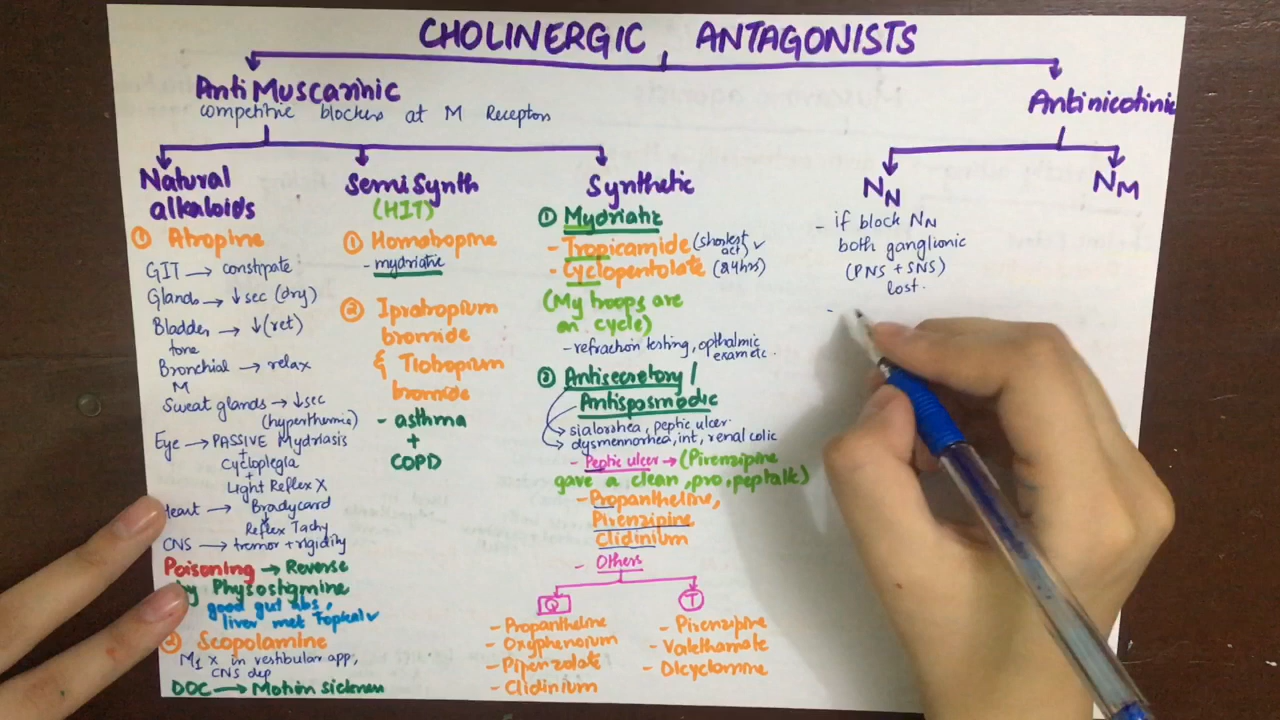 CHOLINERGIC ANTAGONISTS
AntiMuscarinic
competitive blockers at M Receptors
Natural
alkaloids
① Atropine
GIT → constipate
Glands → ↓sec (dry)
Bladder → ↓(ret)
tone
Bronchial → relax
M
Sweat glands → ↓sec
(hyperthermia)
Eye → PASSIVE Mydriasis
+
Cycloplegia
+
Light Reflex X
Heart → Bradycard
↓
Reflex Tachy
CNS → tremor + rigidity
Poisoning → Reverse
by Physostigmine
good gut abs,
liver met Topical ✓
② Scopolamine
M1 X in vestibular app,
CNS dep
DOC → Motion sickness
SemiSynth
(HIT)
① Homatopine
- mydriatic
② Ipratropium
bromide
& Tiotropium
bromide
- asthma
+
COPD
Synthetic
① Mydriatic
- Tropicamide (shortest
act) ✓
- Cyclopentolate (24hrs)
(My troops are
on cycle)
- refraction testing, opthalmic
exam etc.
② Antisecretory /
Antispasmodic
→ sialorrhea, peptic ulcer.
→ dysmennorhea, int, renal colic
- Peptic ulcer → (Pirenzipine
gave a clean, pro, peptalk)
- Propantheline,
Pirenzipine
Clidinium
- Others
Q
- Propantheline
- Oxyphenonium
- Pipenzolate
- Clidinium
T
- Pirenzipine
- Valethamate
- Dicyclomine
Antinicotinic
NN
- if block NN
both ganglionic
(PNS + SNS)
lost.
-
NM